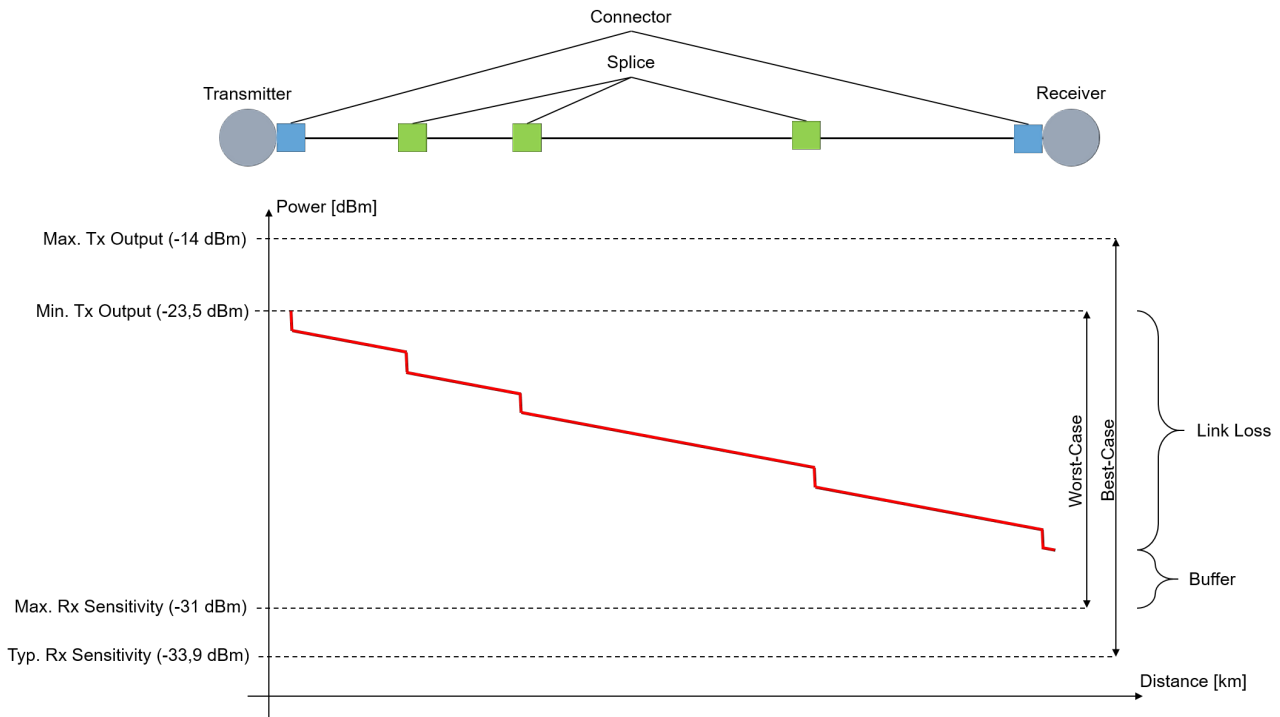 Connector
Splice
Transmitter
Receiver
Power [dBm]
Max. Tx Output (-14 dBm)
Min. Tx Output (-23,5 dBm)
Worst-Case
Best-Case
Link Loss
Buffer
Max. Rx Sensitivity (-31 dBm)
Typ. Rx Sensitivity (-33,9 dBm)
Distance [km]